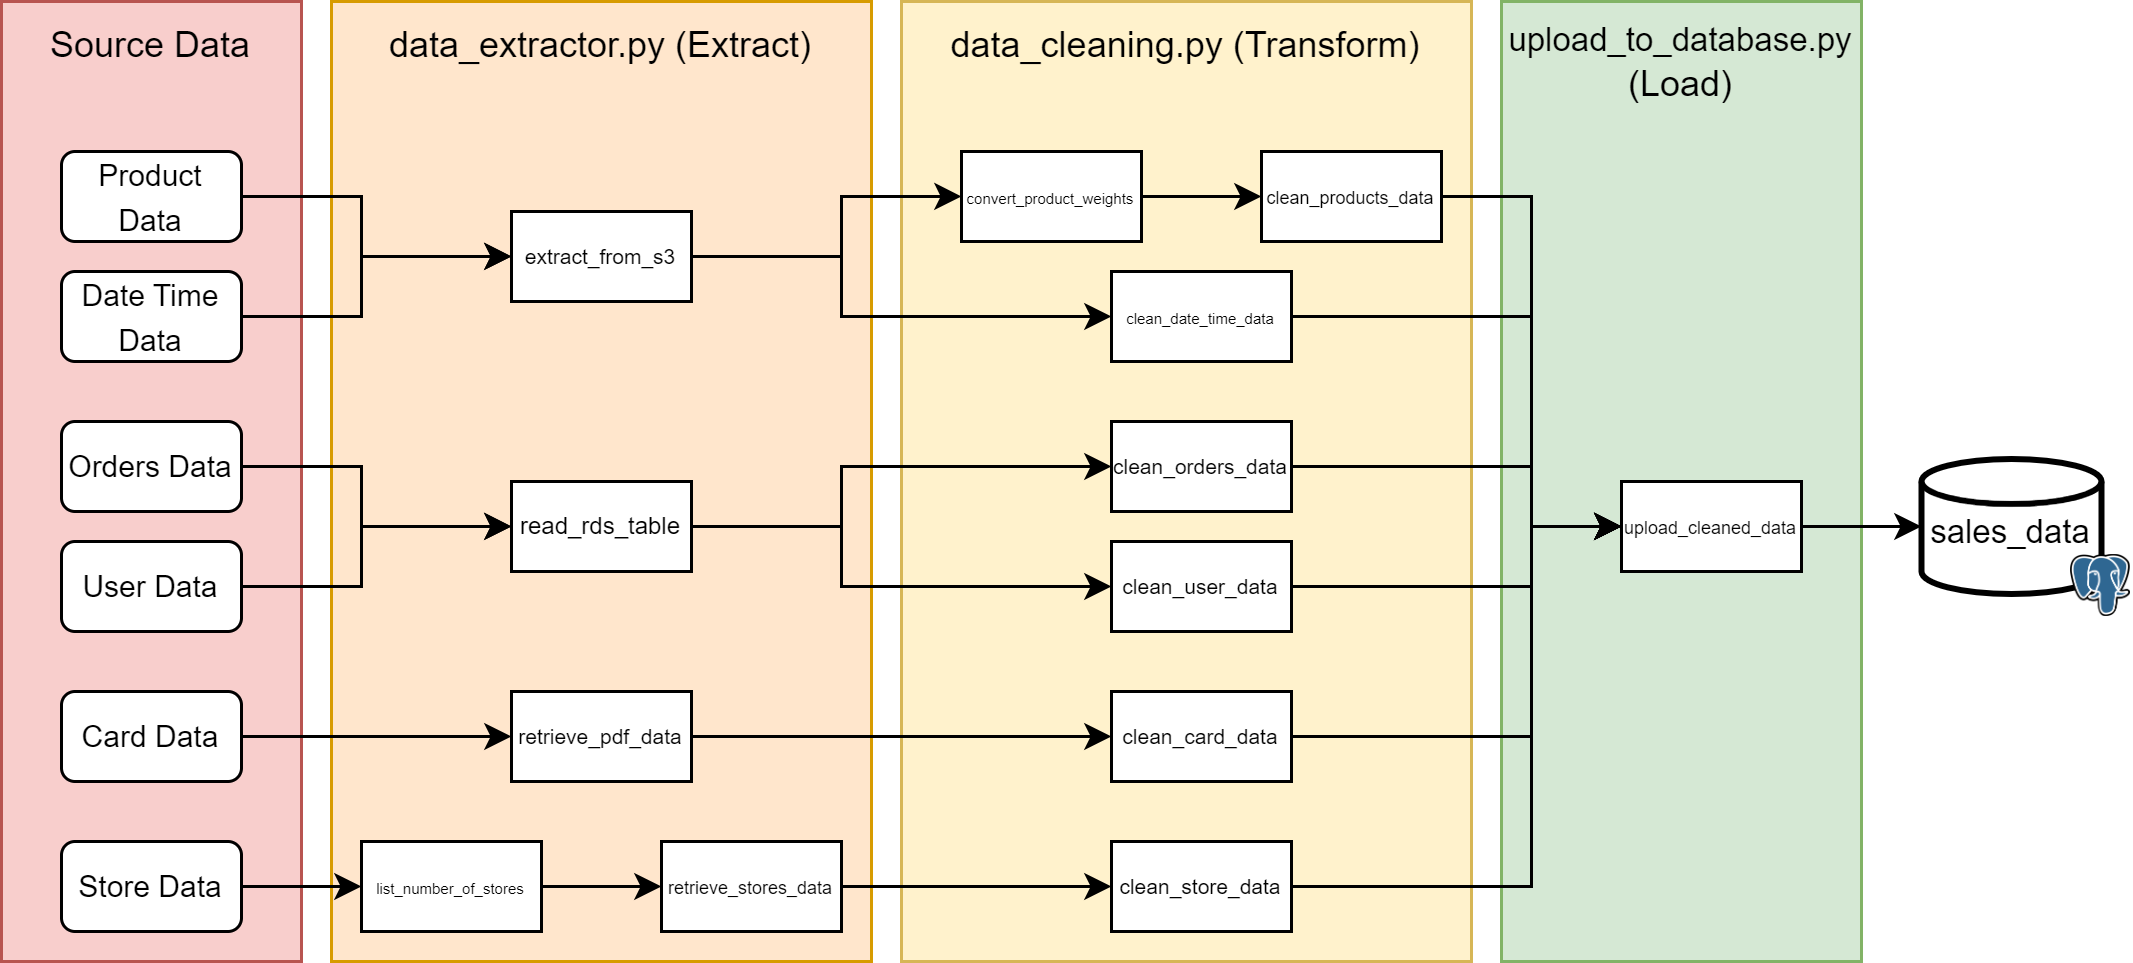 Source Data
data_extractor.py (Extract)
data_cleaning.py (Transform)
upload_to_database.py
(Load)
Product
Data
Date Time
Data
Orders Data
User Data
Card Data
Store Data
extract_from_s3
read_rds_table
retrieve_pdf_data
list_number_of_stores
retrieve_stores_data
convert_product_weights
clean_products_data
clean_date_time_data
clean_orders_data
clean_user_data
clean_card_data
clean_store_data
upload_cleaned_data
sales_data